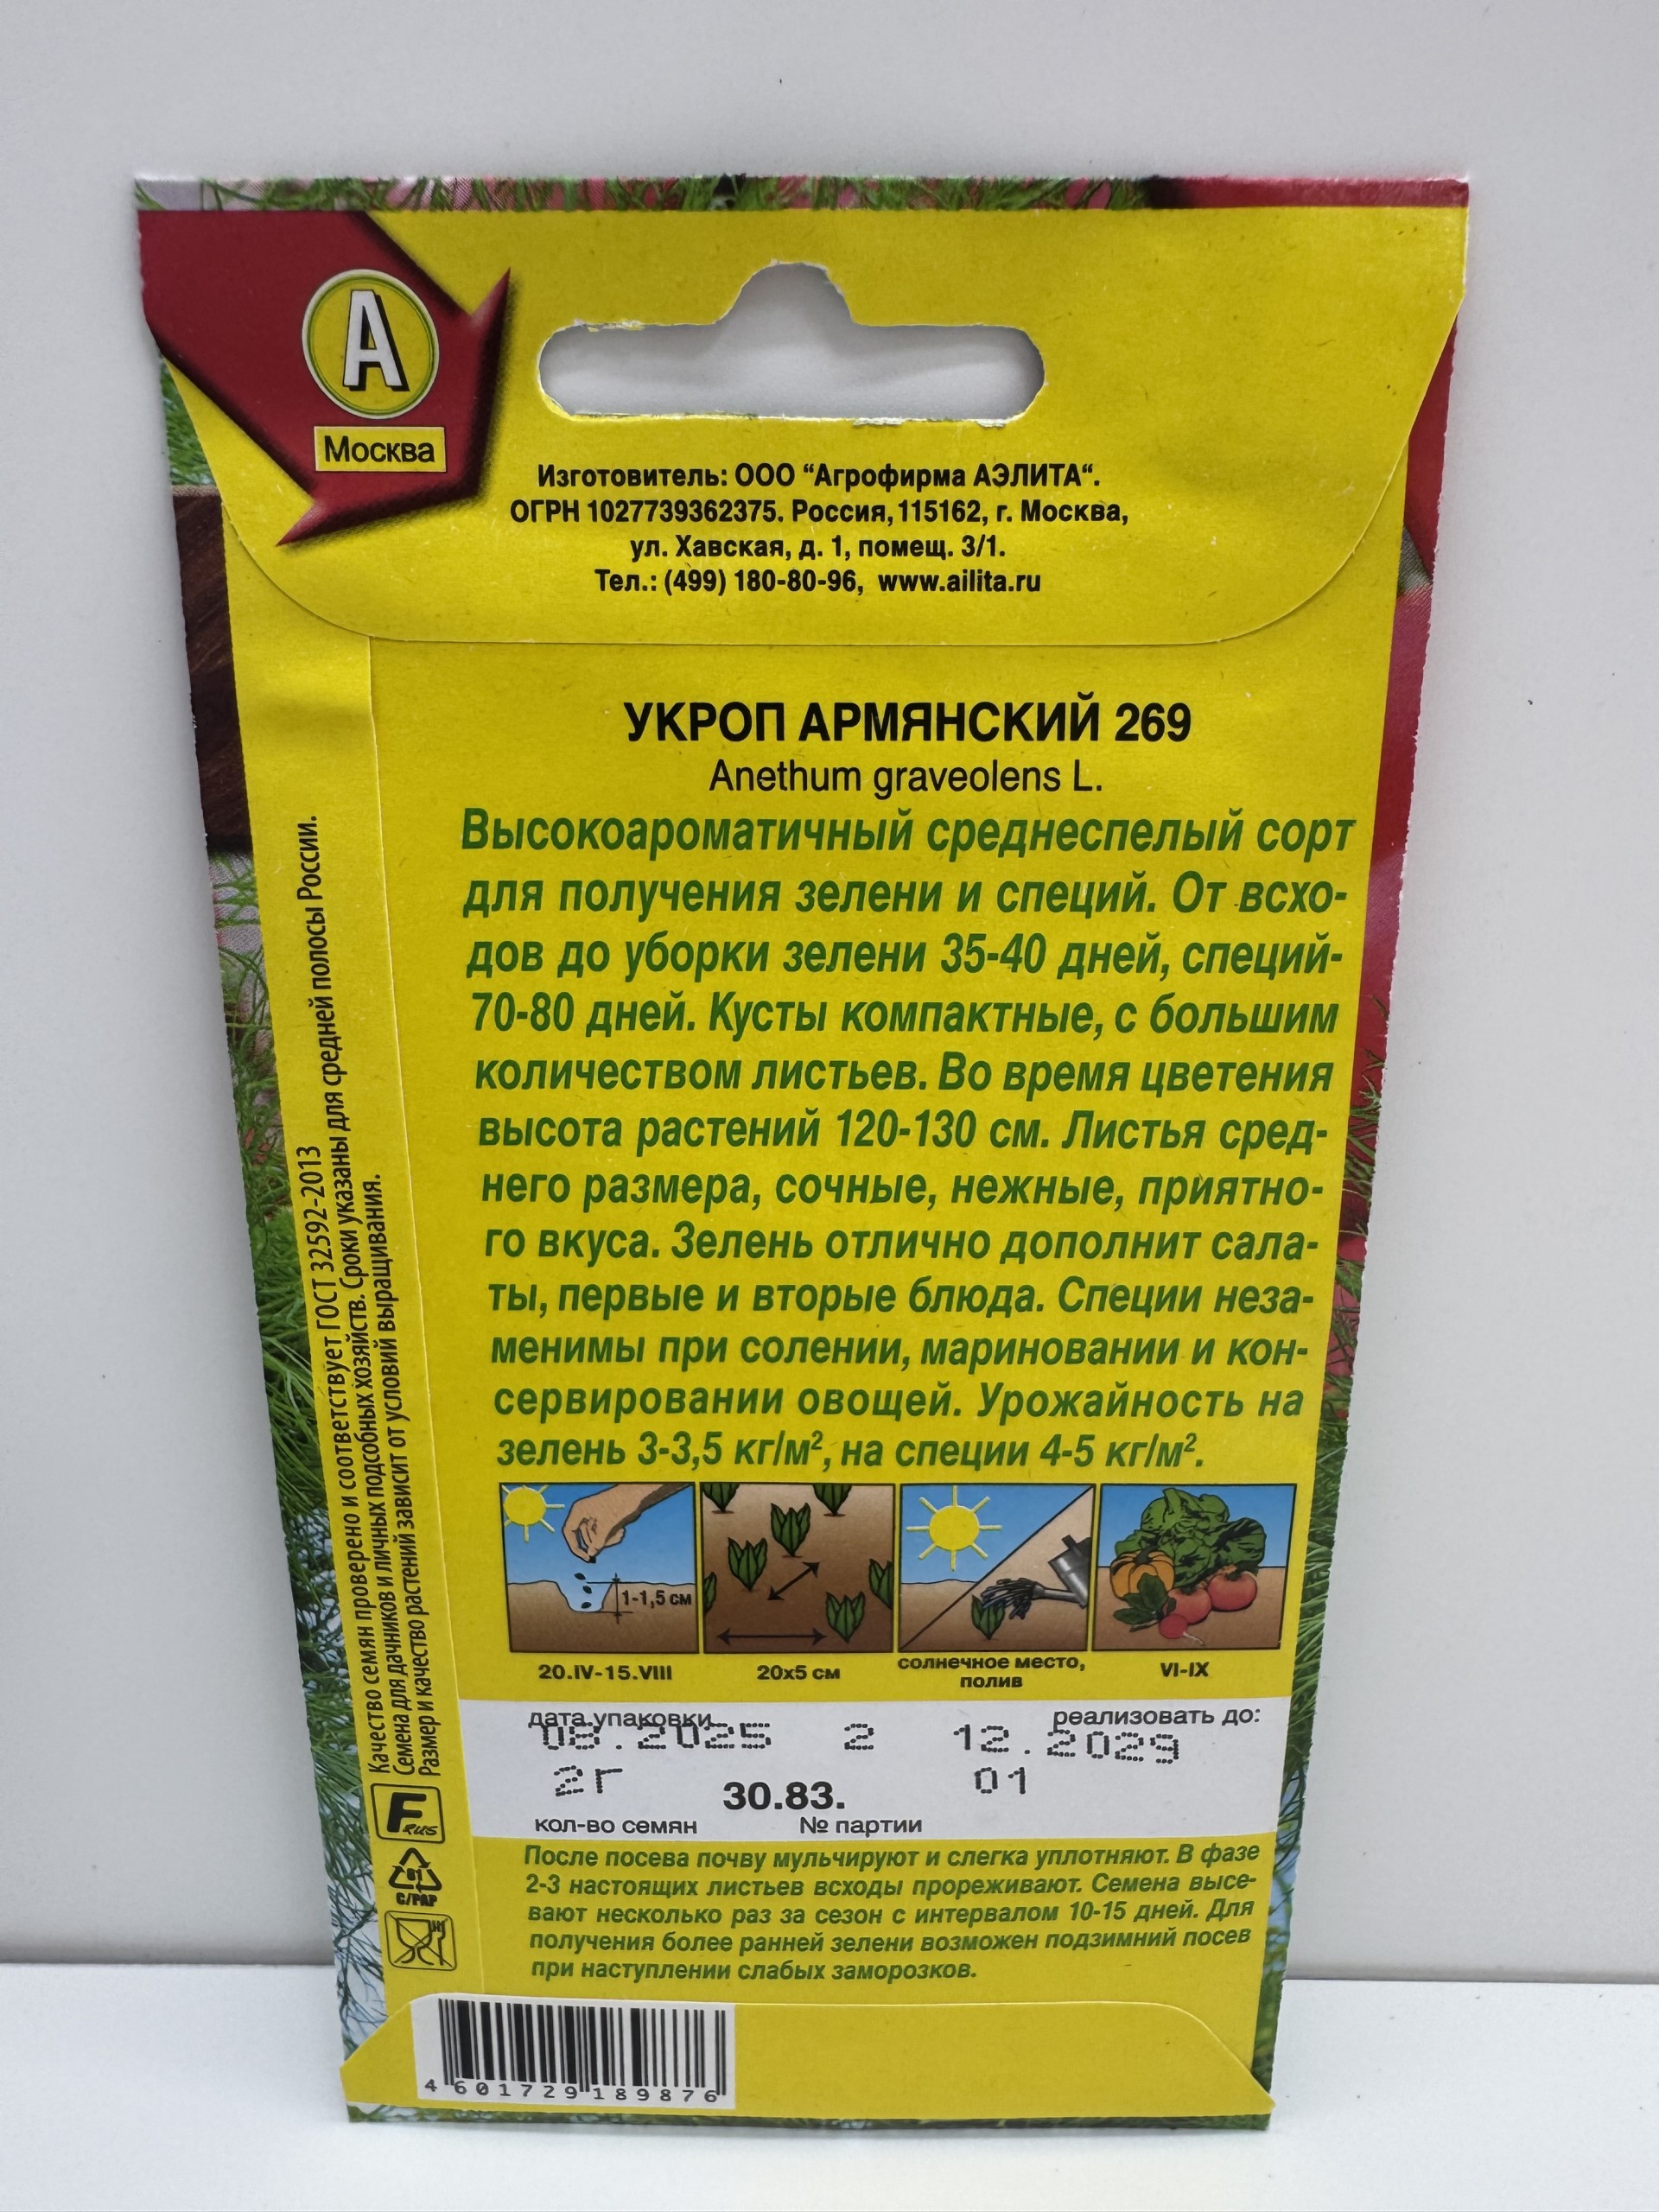 А
Москва
Изготовитель: ООО “Агрофирма АЭЛИТА“.
ОГРН 1027739362375. Россия, 115162, г. Москва,
ул. Хавская, д. 1, помещ. 3/1.
Тел.: (499) 180-80-96, www.ailita.ru
УКРОП АРМЯНСКИЙ 269
Anethum graveolens L.
Высокоароматичный среднеспелый сорт
для получения зелени и специй. От всхо-
дов до уборки зелени 35-40 дней, специй-
70-80 дней. Кусты компактные, с большим
количеством листьев. Во время цветения
высота растений 120-130 см. Листья сред-
него размера, сочные, нежные, приятно-
го вкуса. Зелень отлично дополнит сала-
ты, первые и вторые блюда. Специи неза-
менимы при солении, мариновании и кон-
сервировании овощей. Урожайность на
зелень 3-3,5 кг/м², на специи 4-5 кг/м².
1-1,5 см
20.IV-15.VIII
20x5 см
солнечное место,
полив
VI-IX
дата упаковки
реализовать до:
08.2025 2 12.2029
2г 30.83. 01
кол-во семян № партии
После посева почву мульчируют и слегка уплотняют. В фазе
2-3 настоящих листьев всходы прореживают. Семена высе-
вают несколько раз за сезон с интервалом 10-15 дней. Для
получения более ранней зелени возможен подзимний посев
при наступлении слабых заморозков.
Качество семян проверено и соответствует ГОСТ 32592-2013
Семена для дачников и личных подсобных хозяйств. Сроки указаны для средней полосы России.
Размер и качество растений зависит от условий выращивания.
F RUS
81
C/PAP
4 601729 189876